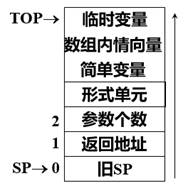 TOP→ 临时变量
数组内情向量
简单变量
形式单元
2 参数个数
1 返回地址
SP→0 旧SP